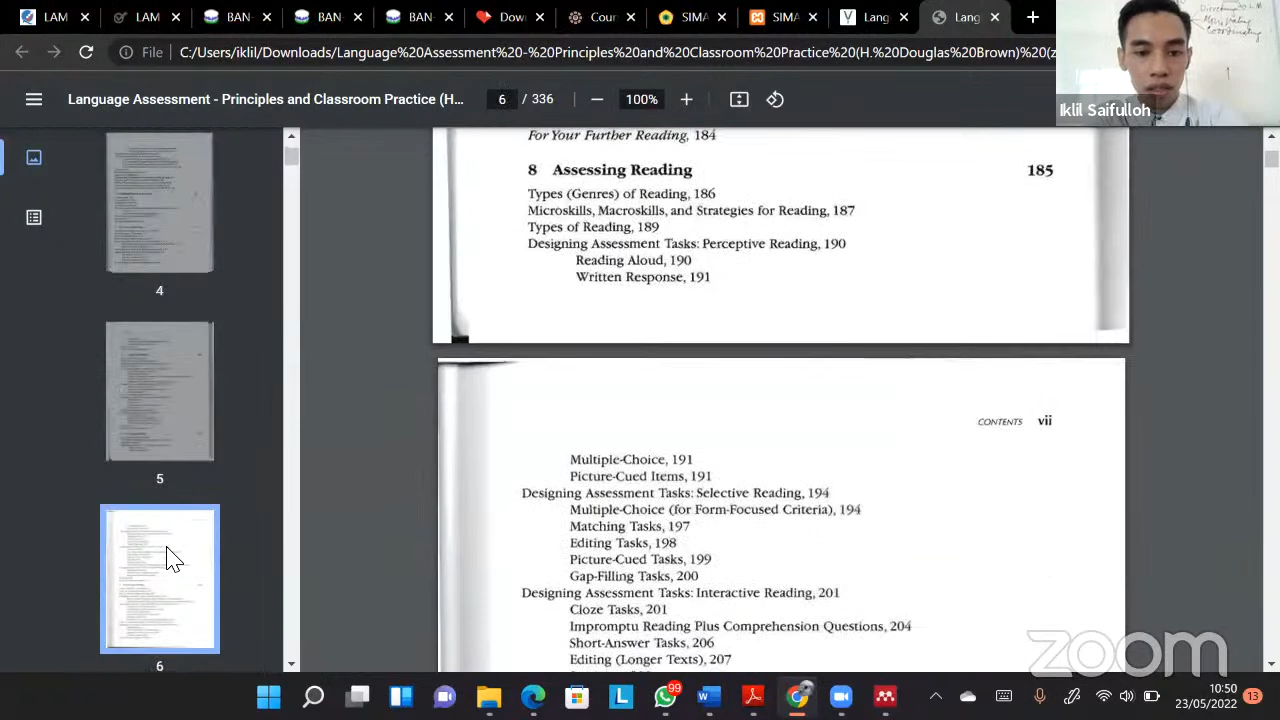 LAM
LAM
BAN
BAN
BAN
Dow
Cour
SMA
SIM
Detai
Lang
File
C:/Users/iklil/Downloads/Language%20Assessment%20-%20Principles%20and%20Classroom%20Practice%20(H.%20Douglas%20Brown)%20(z
Language Assessment - Principles and Classroom Practice (
6 / 336
100%
Iklil Saifulloh
4
5
6
For Your Further Reading, 184
8 Assessing Reading 185
Types (Genres) of Reading, 186
Microskills, Macroskills, and Strategies for Reading, 187
Types of Reading, 189
Designing Assessment Tasks: Perceptive Reading, 190
Reading Aloud, 190
Written Response, 191
CONTENTS vii
Multiple-Choice, 191
Picture-Cued Items, 191
Designing Assessment Tasks: Selective Reading, 194
Multiple-Choice (for Form-Focused Criteria), 194
Matching Tasks, 197
Editing Tasks, 198
Picture-Cued Tasks, 199
Gap-Filling Tasks, 200
Designing Assessment Tasks: Interactive Reading, 201
Cloze Tasks, 201
Impromptu Reading Plus Comprehension Questions, 204
Short-Answer Tasks, 206
Editing (Longer Texts), 207
zoom
99
10:50
23/05/2022
13